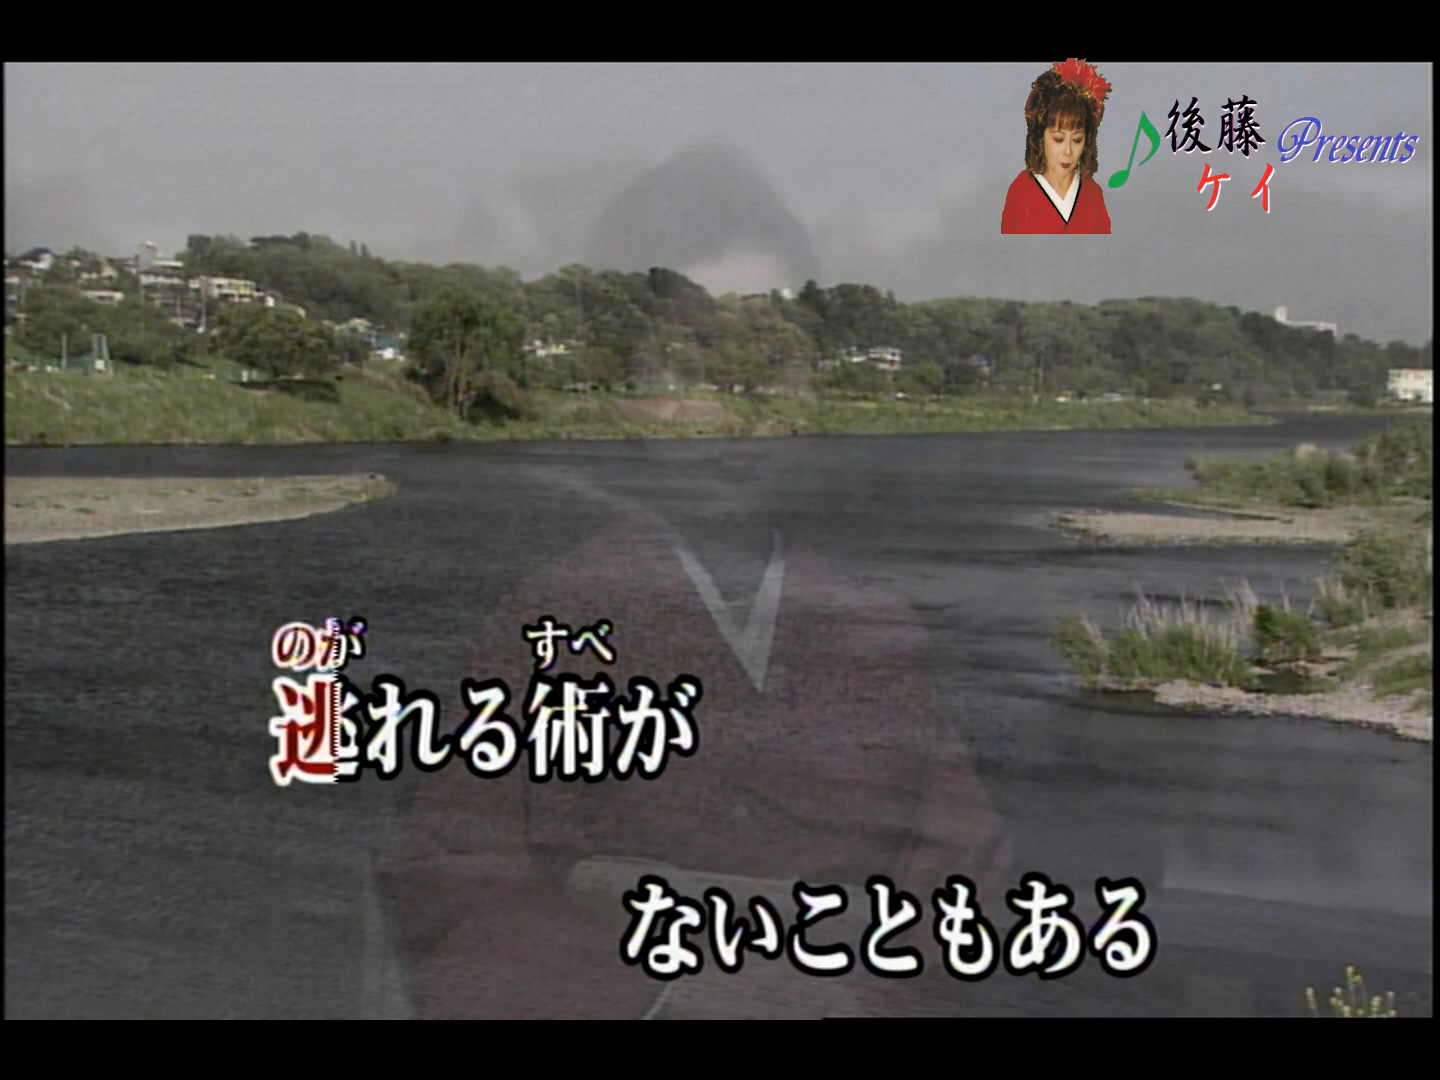 ♪後藤 Presents
ケイ
のが すべ
逃れる術が
ないこともある